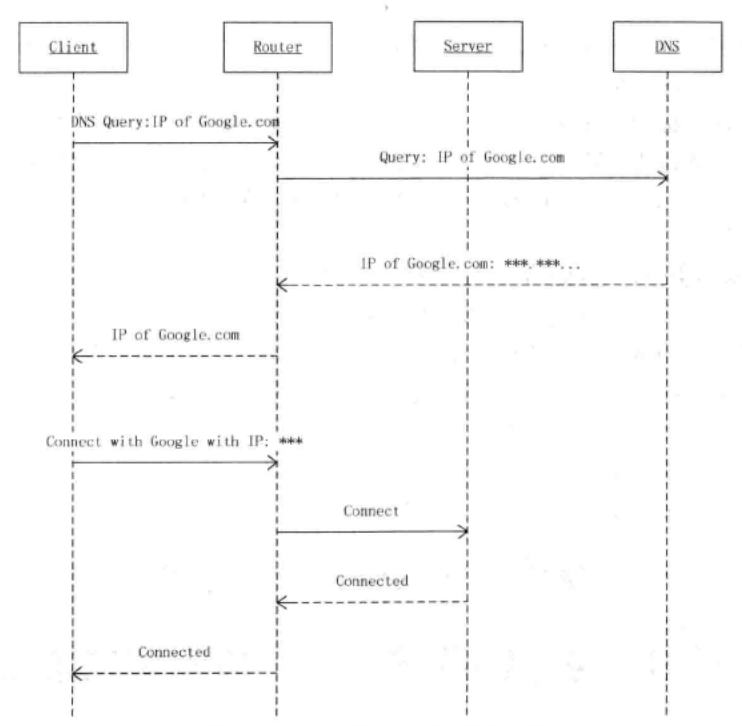 Client
Router
Server
DNS
DNS Query:IP of Google.com
Query: IP of Google.com
IP of Google.com: ***.***...
IP of Google.com
Connect with Google with IP: ***
Connect
Connected
Connected